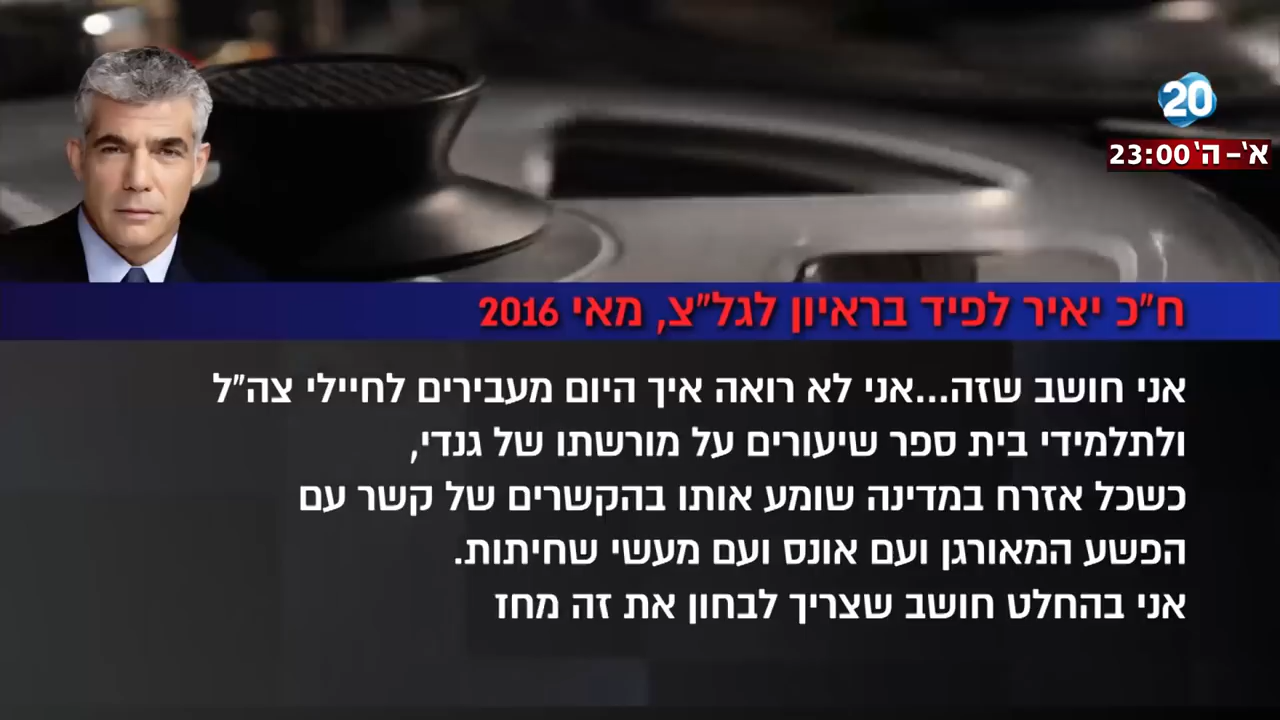 20
א'-ה' 23:00
ח"כ יאיר לפיד בראיון לגל"צ, מאי 2016
אני חושב שזה...אני לא רואה איך היום מעבירים לחיילי צה"ל
ולתלמידי בית ספר שיעורים על מורשתו של גנדי,
כשכל אזרח במדינה שומע אותו בהקשרים של קשר עם
הפשע המאורגן ועם אונס ועם מעשי שחיתות.
אני בהחלט חושב שצריך לבחון את זה מחד